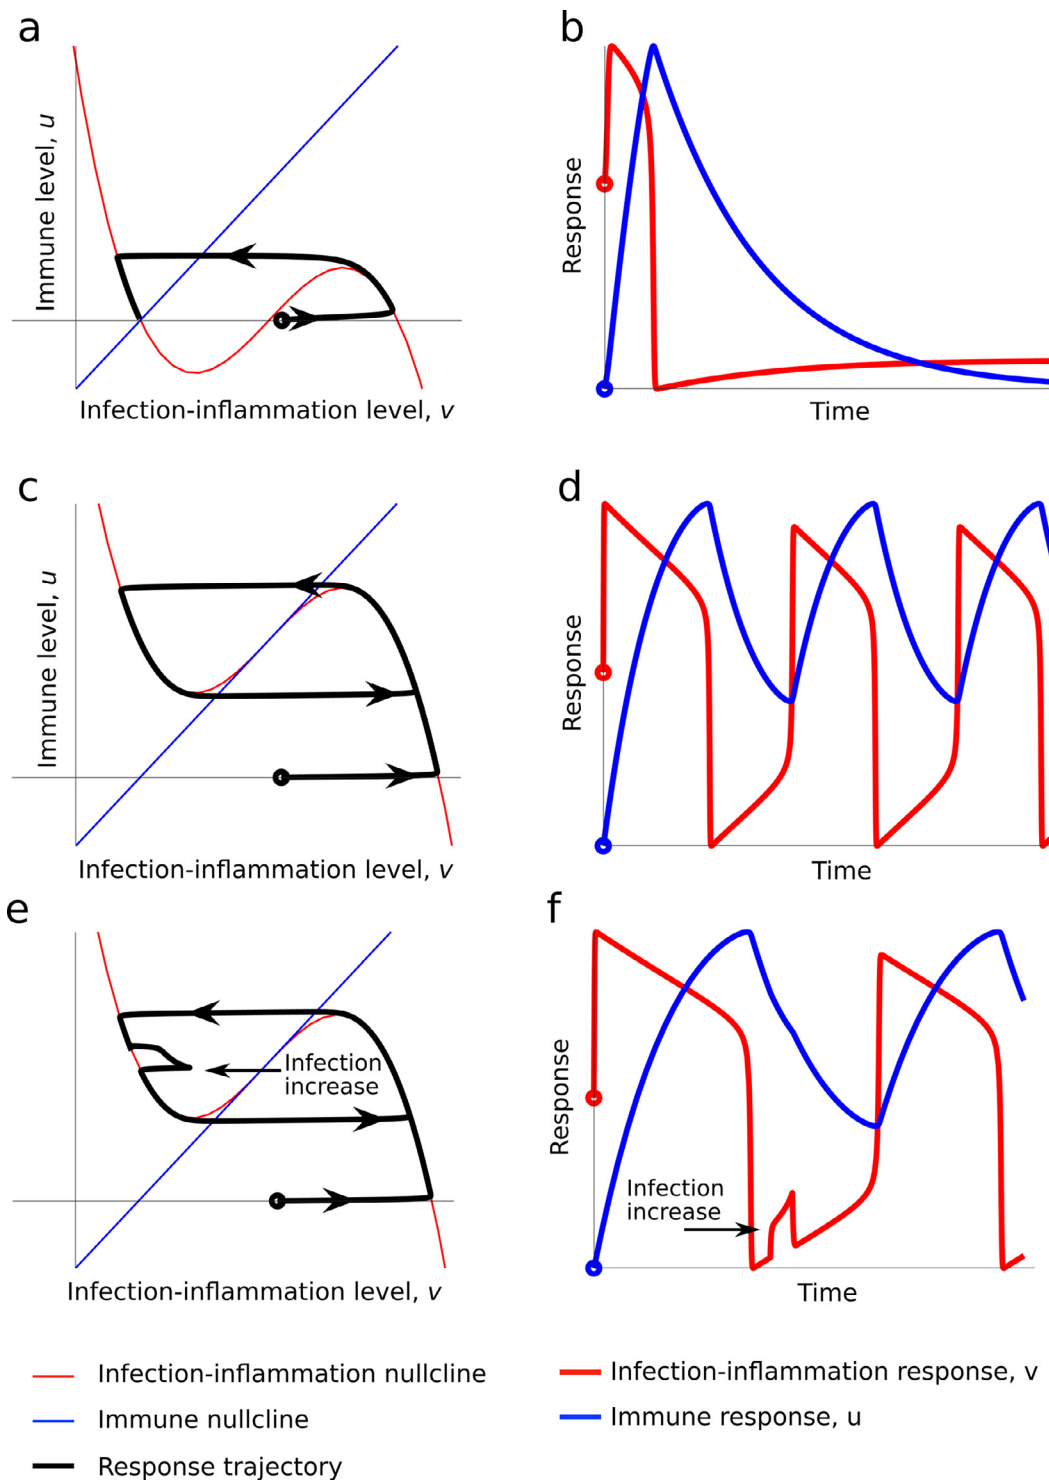 a
Immune level, u
Infection-inflammation level, v
b
Response
Time
c
Immune level, u
Infection-inflammation level, v
d
Response
Time
e
Infection
increase
Infection-inflammation level, v
f
Response
Infection
increase
Time
Infection-inflammation nullcline
Immune nullcline
Response trajectory
Infection-inflammation response, v
Immune response, u